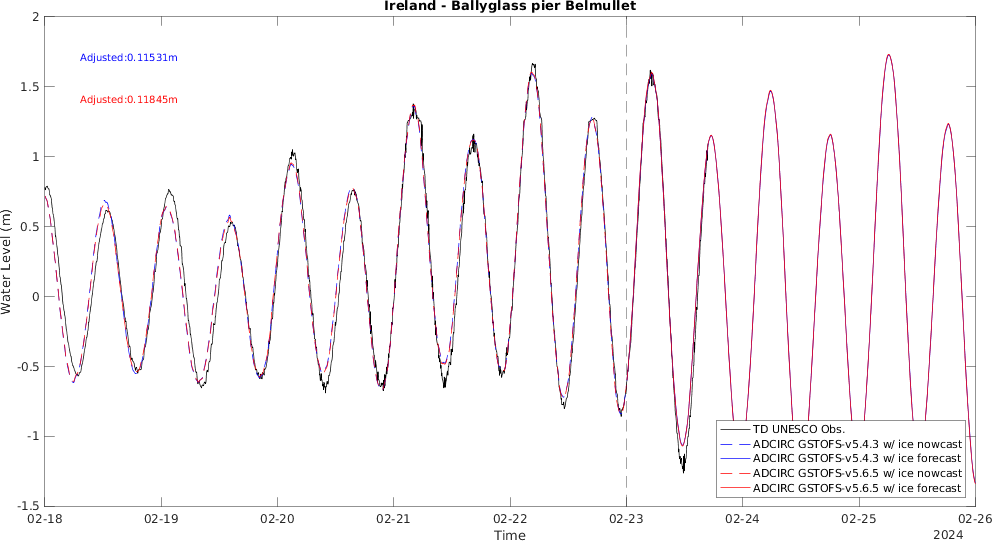 Ireland - Ballyglass pier Belmullet
Adjusted:0.11531m
Adjusted:0.11845m
Water Level (m)
2
1.5
1
0.5
0
-0.5
-1
-1.5
TD UNESCO Obs.
ADCIRC GSTOFS-v5.4.3 w/ ice nowcast
ADCIRC GSTOFS-v5.4.3 w/ ice forecast
ADCIRC GSTOFS-v5.6.5 w/ ice nowcast
ADCIRC GSTOFS-v5.6.5 w/ ice forecast
02-18 02-19 02-20 02-21 02-22 02-23 02-24 02-25 02-26
Time
2024